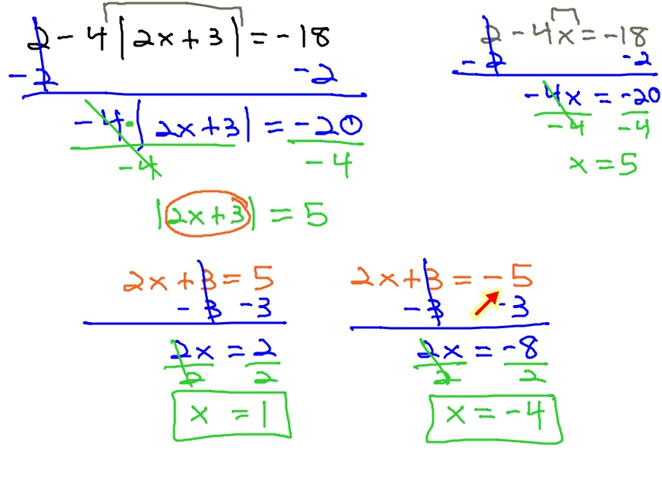 2 - 4|2x+3| = -18
-2 -2
-4·|2x+3| = -20
-4 -4
|2x+3| = 5
2x+3 = 5
-3 -3
2x = 2
2 2
x = 1
2x+3 = -5
-3 -3
2x = -8
2 2
x = -4
2 - 4x = -18
-2 -2
-4x = -20
-4 -4
x = 5